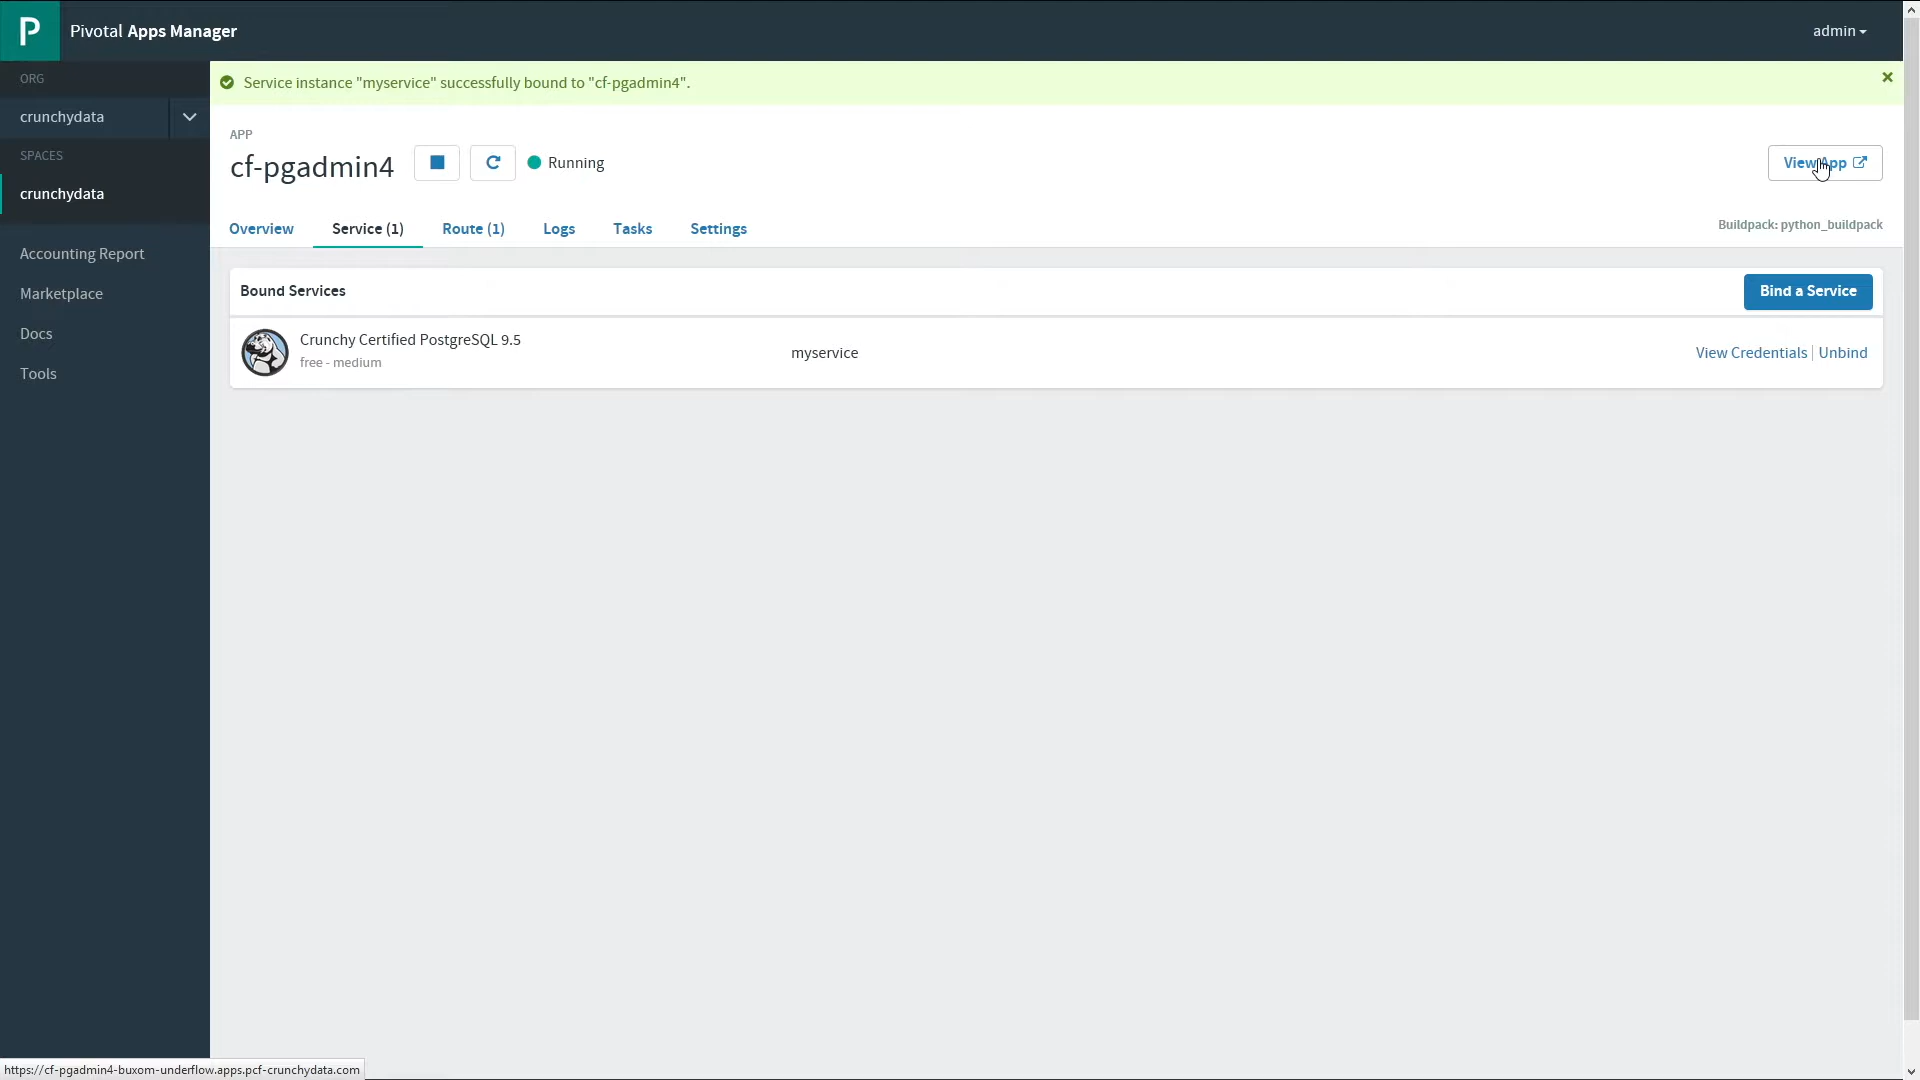 P
Pivotal Apps Manager
admin
ORG
crunchydata
SPACES
crunchydata
Accounting Report
Marketplace
Docs
Tools
Service instance "myservice" successfully bound to "cf-pgadmin4".
APP
cf-pgadmin4
Running
View App
Overview
Service (1)
Route (1)
Logs
Tasks
Settings
Buildpack: python_buildpack
Bound Services
Bind a Service
Crunchy Certified PostgreSQL 9.5
free - medium
myservice
View Credentials | Unbind
https://cf-pgadmin4-buxom-underflow.apps.pcf-crunchydata.com